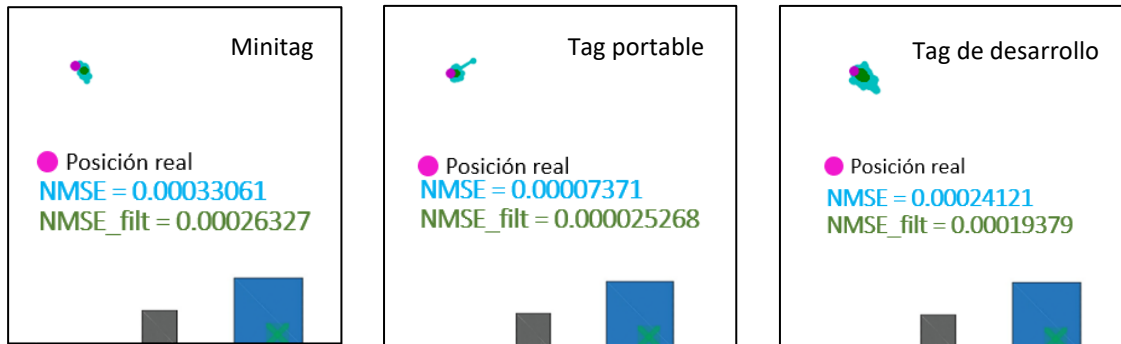 Minitag
Posición real
NMSE = 0.00033061
NMSE_filt = 0.00026327
Tag portable
Posición real
NMSE = 0.00007371
NMSE_filt = 0.000025268
Tag de desarrollo
Posición real
NMSE = 0.00024121
NMSE_filt = 0.00019379